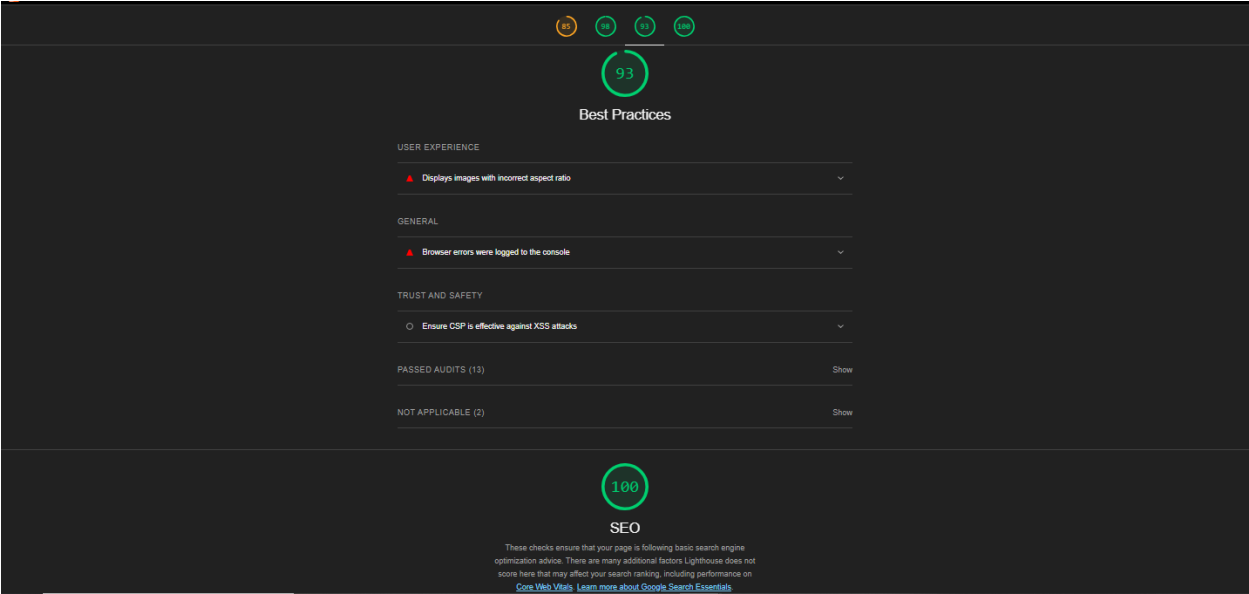 85 98 93 100
93
Best Practices
USER EXPERIENCE
Displays images with incorrect aspect ratio
GENERAL
Browser errors were logged to the console
TRUST AND SAFETY
Ensure CSP is effective against XSS attacks
PASSED AUDITS (13) Show
NOT APPLICABLE (2) Show
100
SEO
These checks ensure that your page is following basic search engine
optimization advice. There are many additional factors Lighthouse does not
score here that may affect your search ranking, including performance on
Core Web Vitals. Learn more about Google Search Essentials.